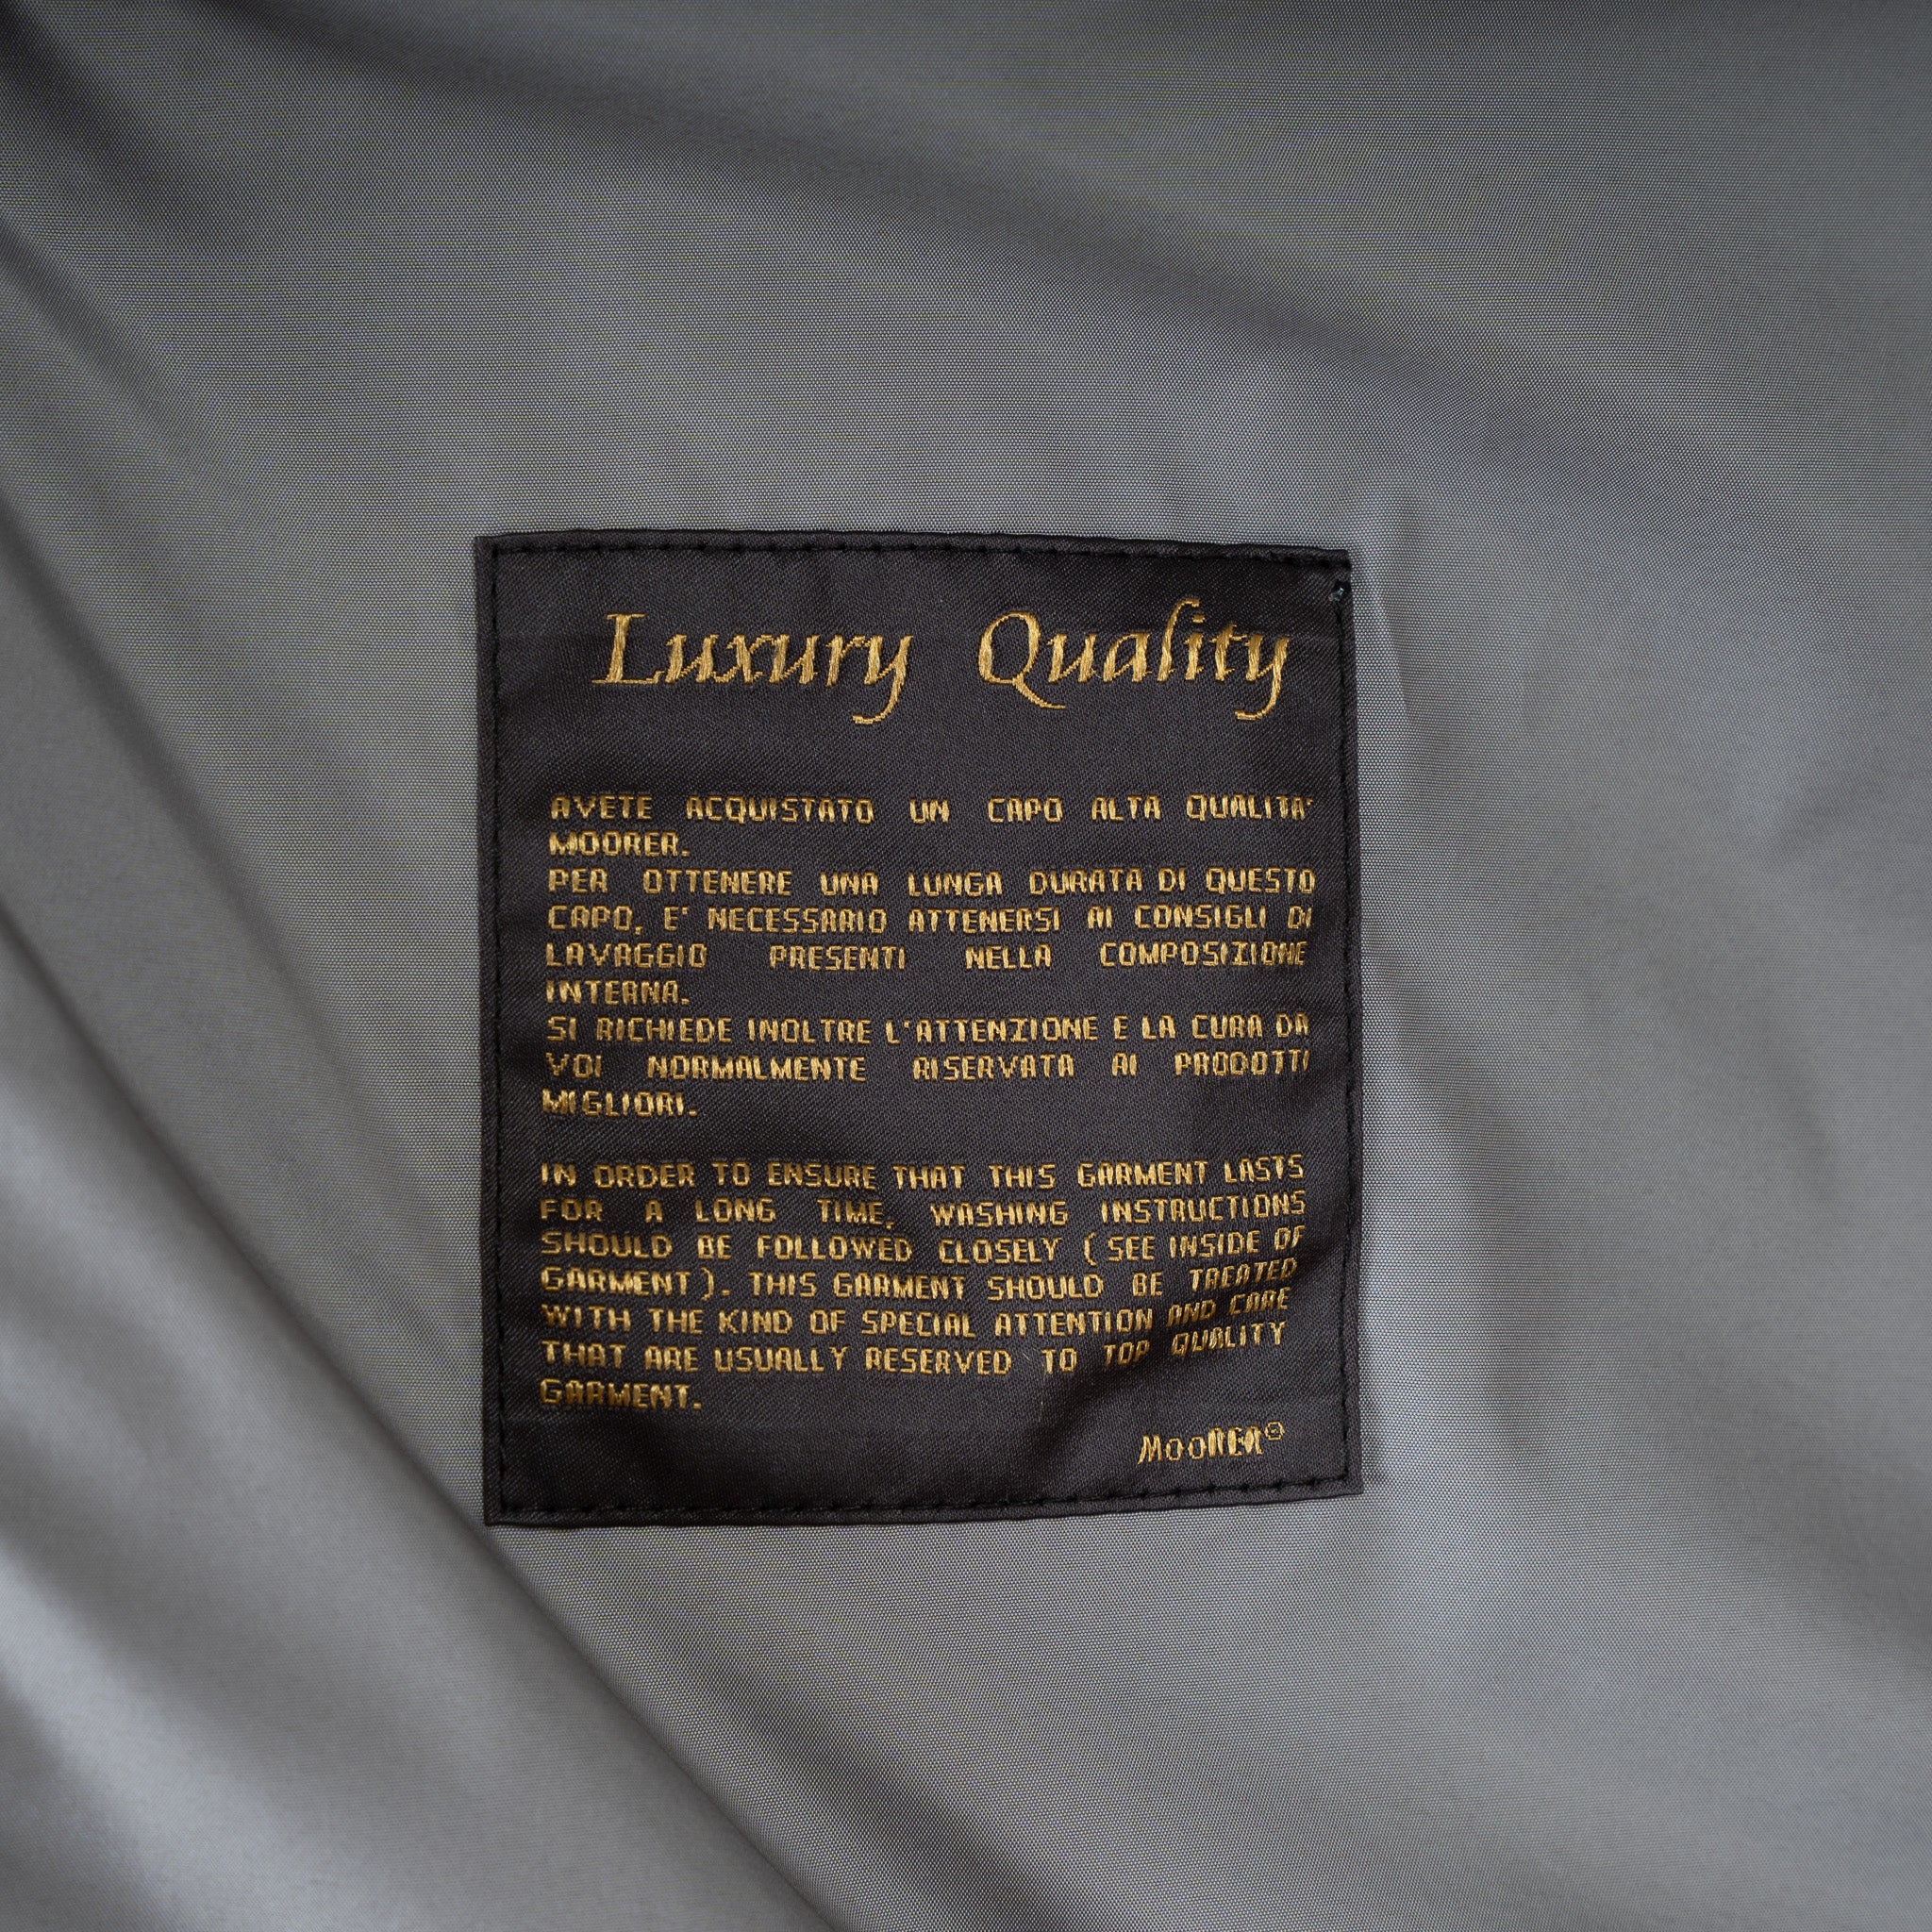 Luxury Quality
AVETE ACQUISTATO UN CAPO ALTA QUALITA'
MOORER.
PER OTTENERE UNA LUNGA DURATA DI QUESTO
CAPO, E' NECESSARIO ATTENERSI AI CONSIGLI DI
LAVAGGIO PRESENTI NELLA COMPOSIZIONE
INTERNA.
SI RICHIEDE INOLTRE L'ATTENZIONE E LA CURA DA
VOI NORMALMENTE RISERVATA AI PRODOTTI
MIGLIORI.
IN ORDER TO ENSURE THAT THIS GARMENT LASTS
FOR A LONG TIME, WASHING INSTRUCTIONS
SHOULD BE FOLLOWED CLOSELY (SEE INSIDE OF
GARMENT). THIS GARMENT SHOULD BE TREATED
WITH THE KIND OF SPECIAL ATTENTION AND CARE
THAT ARE USUALLY RESERVED TO TOP QUALITY
GARMENT.
MooRER®